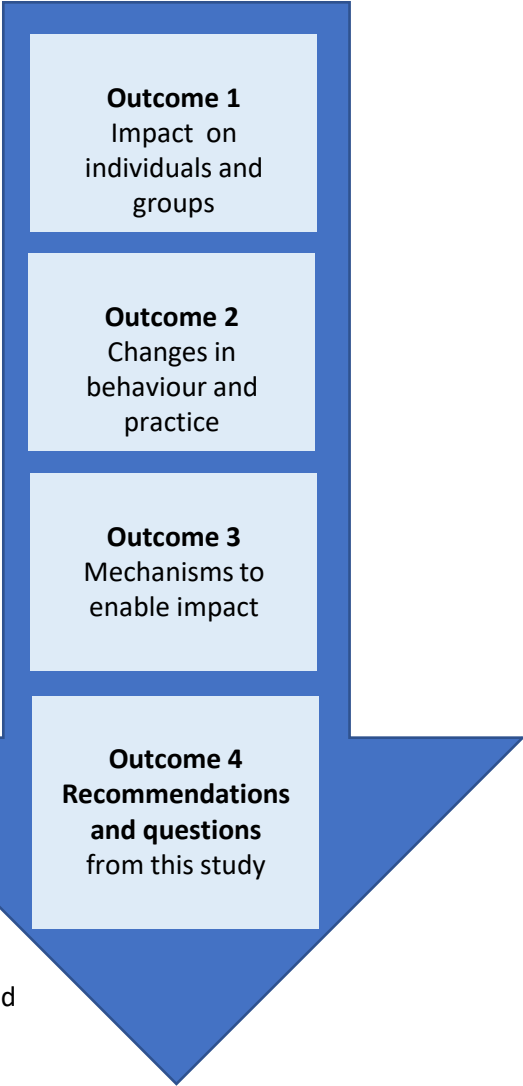 Outcome 1
Impact on
individuals and
groups
Outcome 2
Changes in
behaviour and
practice
Outcome 3
Mechanisms to
enable impact
Outcome 4
Recommendations
and questions
from this study